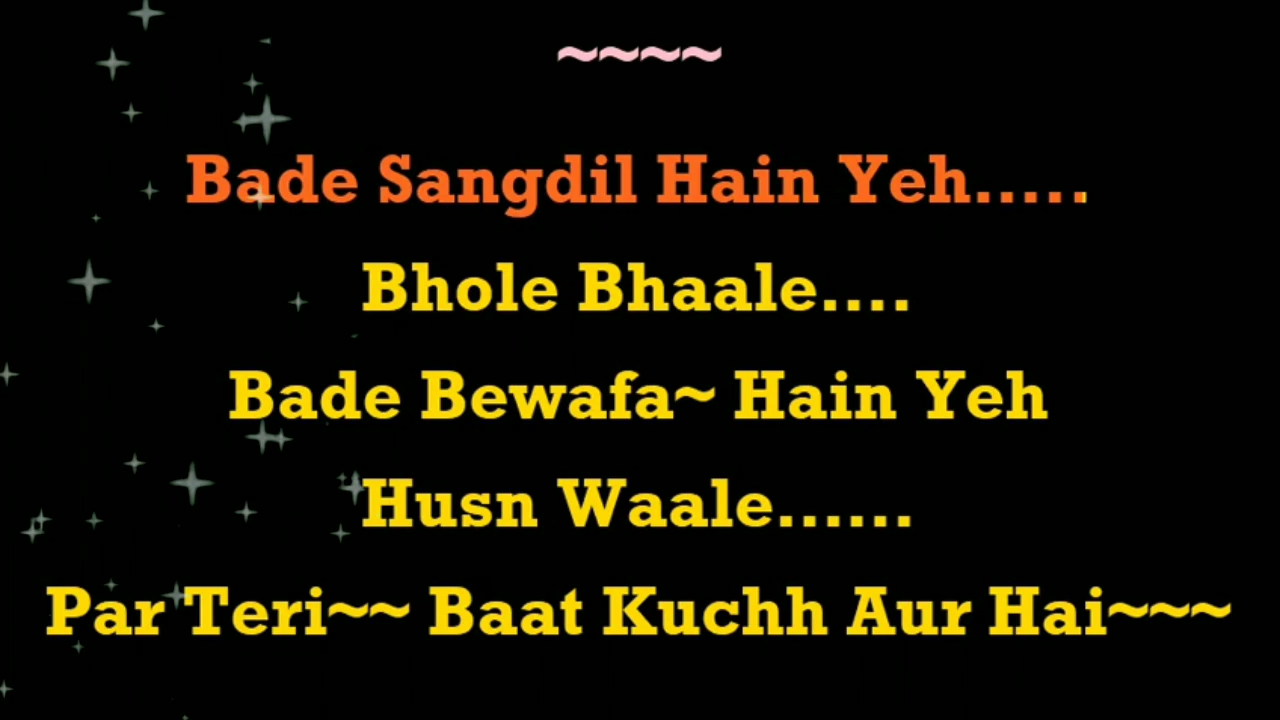 ~~~~
Bade Sangdil Hain Yeh.....
Bhole Bhaale....
Bade Bewafa~ Hain Yeh
Husn Waale......
Par Teri~~ Baat Kuchh Aur Hai~~~